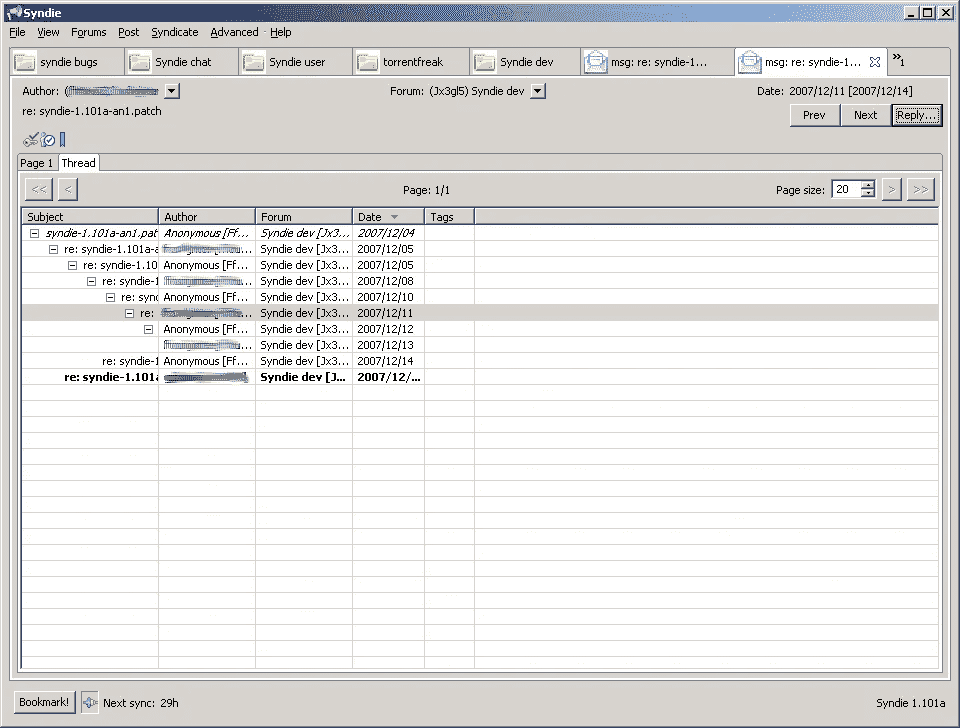 Syndie
File View Forums Post Syndicate Advanced Help
syndie bugs Syndie chat Syndie user torrentfreak Syndie dev msg: re: syndie-1... msg: re: syndie-1... »1
Author: ( Forum: (Jx3gl5) Syndie dev Date: 2007/12/11 [2007/12/14]
re: syndie-1.101a-an1.patch
Prev Next Reply...
Page 1 Thread
<< < Page: 1/1 Page size: 20 > >>
Subject Author Forum Date Tags
syndie-1.101a-an1.pat Anonymous [Ff... Syndie dev [Jx3... 2007/12/04
re: syndie-1.101a-a ... Syndie dev [Jx3... 2007/12/05
re: syndie-1.10 Anonymous [Ff... Syndie dev [Jx3... 2007/12/05
re: syndie-1 ... Syndie dev [Jx3... 2007/12/08
re: sync Anonymous [Ff... Syndie dev [Jx3... 2007/12/10
re: ... Syndie dev [Jx3... 2007/12/11
Anonymous [Ff... Syndie dev [Jx3... 2007/12/12
... Syndie dev [Jx3... 2007/12/13
re: syndie-1 Anonymous [Ff... Syndie dev [Jx3... 2007/12/14
re: syndie-1.101a Syndie dev [J... 2007/12/...
Bookmark! Next sync: 29h Syndie 1.101a